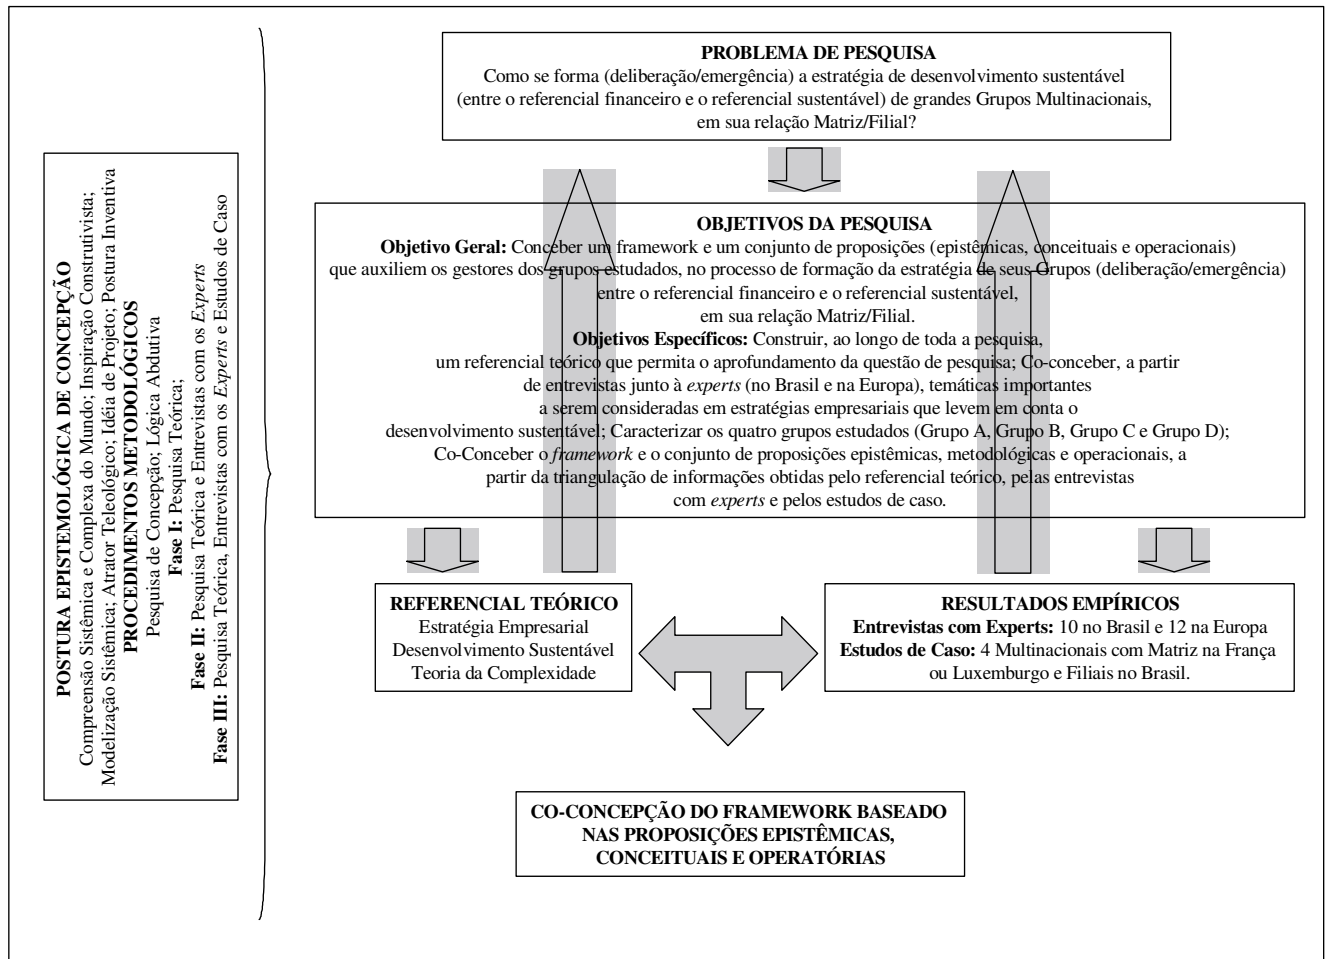 POSTURA EPISTEMOLÓGICA DE CONCEPÇÃO
Compreensão Sistêmica e Complexa do Mundo; Inspiração Construtivista;
Modelização Sistêmica; Atrator Teleológico; Idéia de Projeto; Postura Inventiva
PROCEDIMENTOS METODOLÓGICOS
Pesquisa de Concepção; Lógica Abdutiva
Fase I: Pesquisa Teórica;
Fase II: Pesquisa Teórica e Entrevistas com os Experts
Fase III: Pesquisa Teórica, Entrevistas com os Experts e Estudos de Caso
PROBLEMA DE PESQUISA
Como se forma (deliberação/emergência) a estratégia de desenvolvimento sustentável
(entre o referencial financeiro e o referencial sustentável) de grandes Grupos Multinacionais,
em sua relação Matriz/Filial?
OBJETIVOS DA PESQUISA
Objetivo Geral: Conceber um framework e um conjunto de proposições (epistêmicas, conceituais e operacionais)
que auxiliem os gestores dos grupos estudados, no processo de formação da estratégia de seus Grupos (deliberação/emergência)
entre o referencial financeiro e o referencial sustentável,
em sua relação Matriz/Filial.
Objetivos Específicos: Construir, ao longo de toda a pesquisa,
um referencial teórico que permita o aprofundamento da questão de pesquisa; Co-conceber, a partir
de entrevistas junto à experts (no Brasil e na Europa), temáticas importantes
a serem consideradas em estratégias empresariais que levem em conta o
desenvolvimento sustentável; Caracterizar os quatro grupos estudados (Grupo A, Grupo B, Grupo C e Grupo D);
Co-Conceber o framework e o conjunto de proposições epistêmicas, metodológicas e operacionais, a
partir da triangulação de informações obtidas pelo referencial teórico, pelas entrevistas
com experts e pelos estudos de caso.
REFERENCIAL TEÓRICO
Estratégia Empresarial
Desenvolvimento Sustentável
Teoria da Complexidade
RESULTADOS EMPÍRICOS
Entrevistas com Experts: 10 no Brasil e 12 na Europa
Estudos de Caso: 4 Multinacionais com Matriz na França
ou Luxemburgo e Filiais no Brasil.
CO-CONCEPÇÃO DO FRAMEWORK BASEADO
NAS PROPOSIÇÕES EPISTÊMICAS,
CONCEITUAIS E OPERATÓRIAS